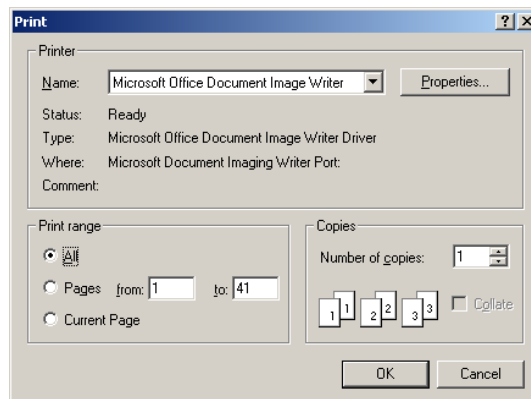 Print
Printer
Name: Microsoft Office Document Image Writer Properties...
Status: Ready
Type: Microsoft Office Document Image Writer Driver
Where: Microsoft Document Imaging Writer Port:
Comment:
Print range
All
Pages from: 1 to: 41
Current Page
Copies
Number of copies: 1
1 1 2 2 3 3 Collate
OK Cancel